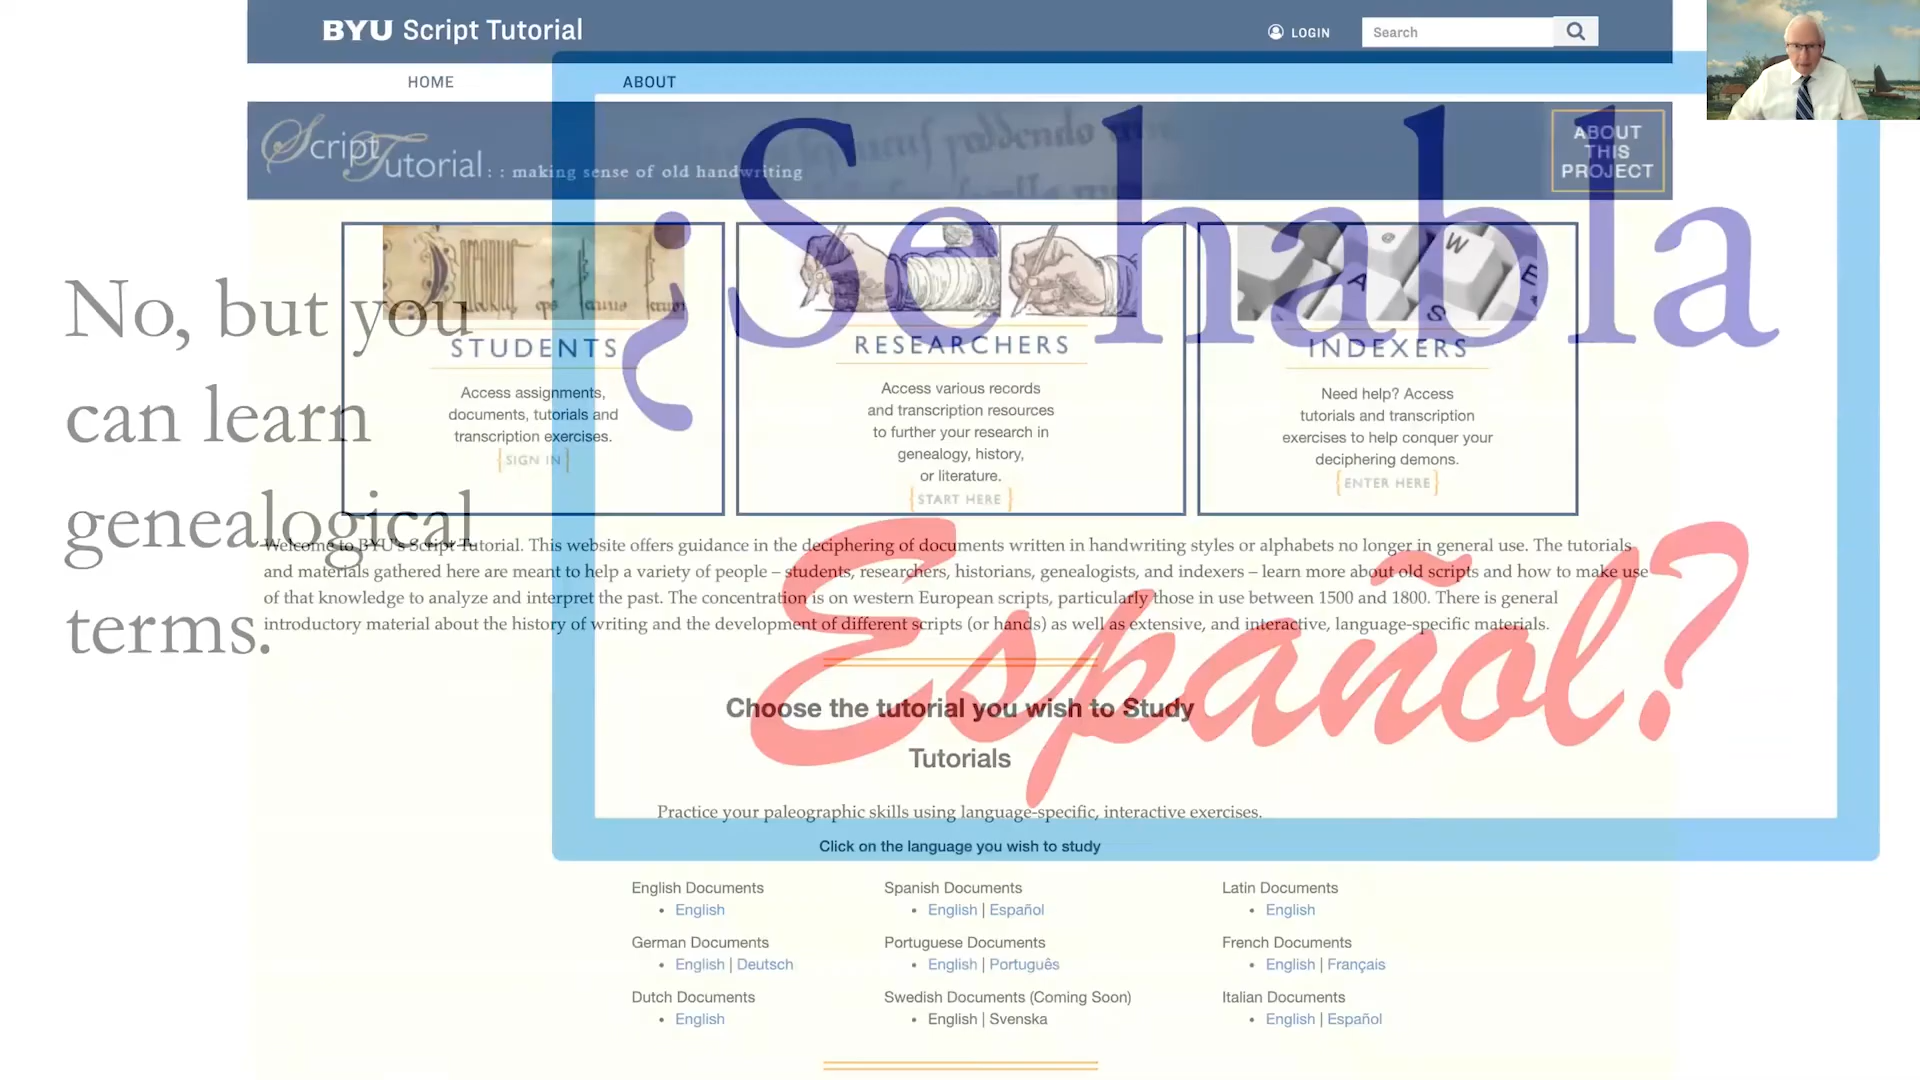 BYU Script Tutorial
LOGIN
Search
HOME
ABOUT
Script Tutorial :: making sense of old handwriting
ABOUT
THIS
PROJECT
¿Se habla
Español?
No, but you
can learn
genealogical
terms.
STUDENTS
Access assignments,
documents, tutorials and
transcription exercises.
{SIGN IN}
RESEARCHERS
Access various records
and transcription resources
to further your research in
genealogy, history,
or literature.
{START HERE}
INDEXERS
Need help? Access
tutorials and transcription
exercises to help conquer your
deciphering demons.
{ENTER HERE}
Welcome to BYU's Script Tutorial. This website offers guidance in the deciphering of documents written in handwriting styles or alphabets no longer in general use. The tutorials
and materials gathered here are meant to help a variety of people – students, researchers, historians, genealogists, and indexers – learn more about old scripts and how to make use
of that knowledge to analyze and interpret the past. The concentration is on western European scripts, particularly those in use between 1500 and 1800. There is general
introductory material about the history of writing and the development of different scripts (or hands) as well as extensive, and interactive, language-specific materials.
Choose the tutorial you wish to Study
Tutorials
Practice your paleographic skills using language-specific, interactive exercises.
Click on the language you wish to study
English Documents
• English
Spanish Documents
• English | Español
Latin Documents
• English
German Documents
• English | Deutsch
Portuguese Documents
• English | Português
French Documents
• English | Français
Dutch Documents
• English
Swedish Documents (Coming Soon)
• English | Svenska
Italian Documents
• English | Español